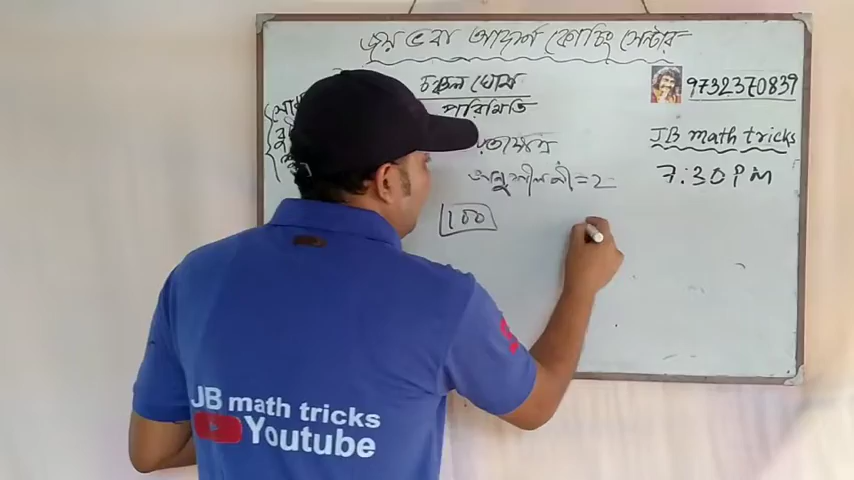 জয় ভবা আদর্শ কোচিং সেন্টার
চঞ্চল ঘোষ
9732370839
পরিমিতি
JB math tricks
অনুশীলনী = 2
7:30 PM
100
JB math tricks
YouTube